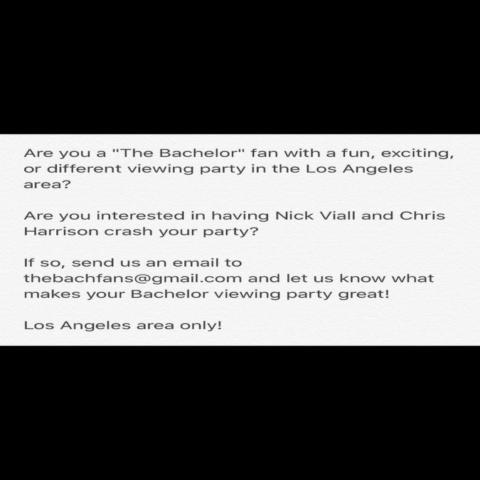 Are you a "The Bachelor" fan with a fun, exciting,
or different viewing party in the Los Angeles
area?
Are you interested in having Nick Viall and Chris
Harrison crash your party?
If so, send us an email to
thebachfans@gmail.com and let us know what
makes your Bachelor viewing party great!
Los Angeles area only!